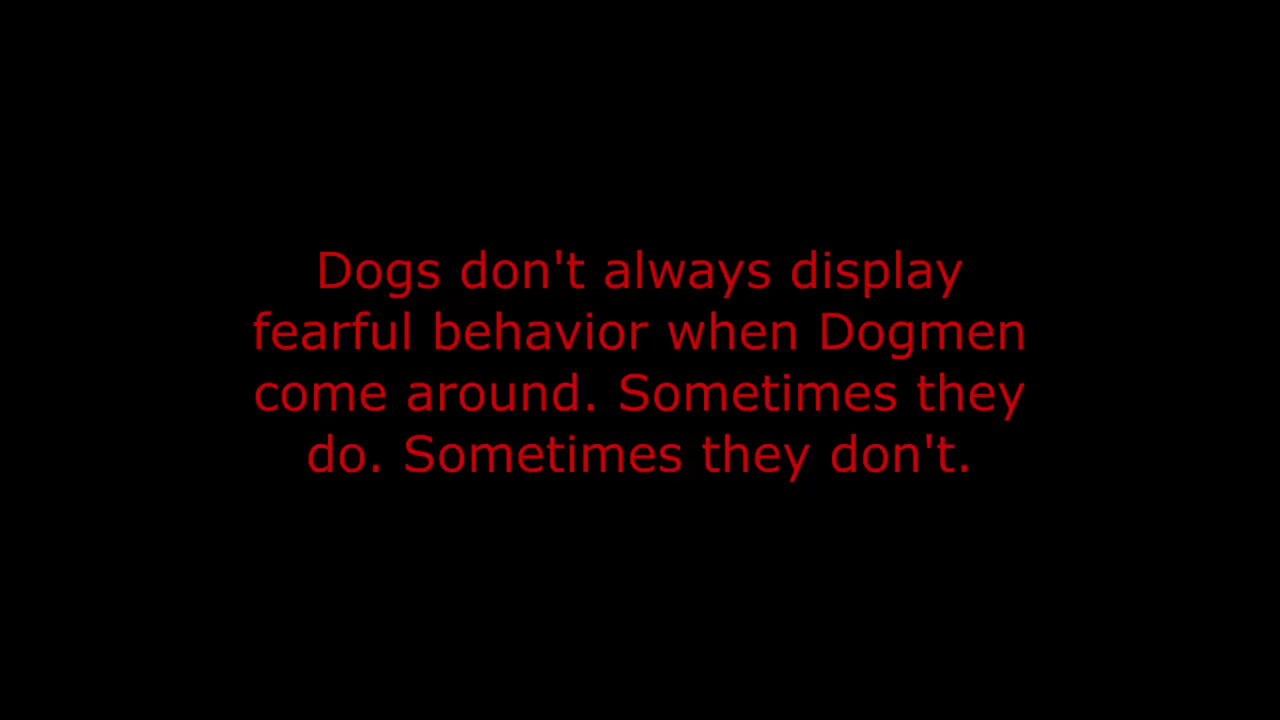 Dogs don't always display
fearful behavior when Dogmen
come around. Sometimes they
do. Sometimes they don't.